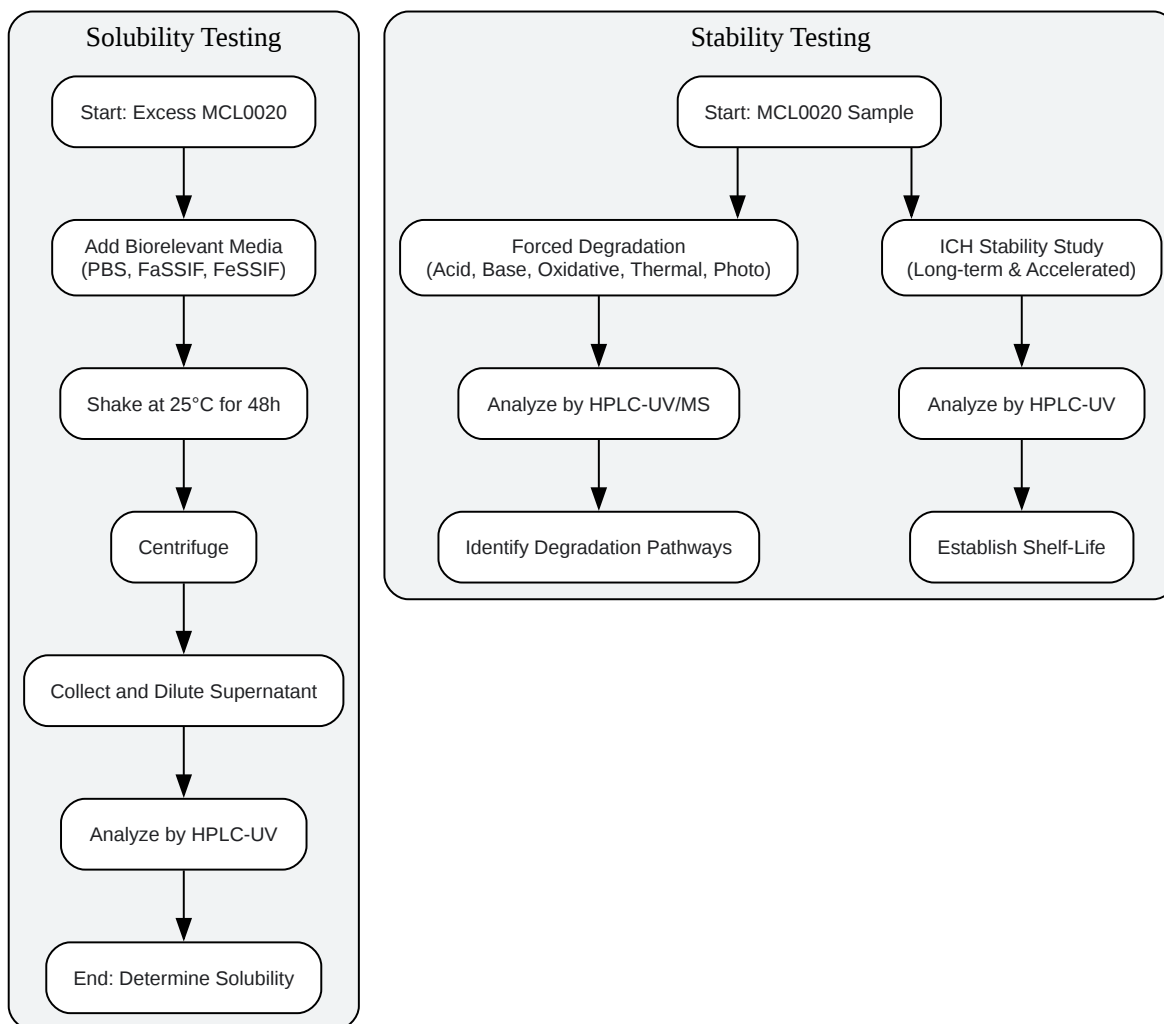 Solubility Testing
Start: Excess MCL0020
Add Biorelevant Media
(PBS, FaSSIF, FeSSIF)
Shake at 25°C for 48h
Centrifuge
Collect and Dilute Supernatant
Analyze by HPLC-UV
End: Determine Solubility
Stability Testing
Start: MCL0020 Sample
Forced Degradation
(Acid, Base, Oxidative, Thermal, Photo)
Analyze by HPLC-UV/MS
Identify Degradation Pathways
ICH Stability Study
(Long-term & Accelerated)
Analyze by HPLC-UV
Establish Shelf-Life